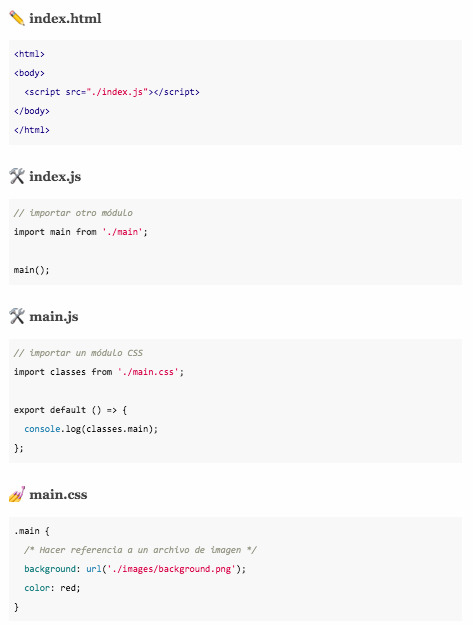 ✏️ index.html
<html>
<body>
  <script src="./index.js"></script>
</body>
</html>
🛠 index.js
// importar otro módulo
import main from './main';
main();
🛠 main.js
// importar un módulo CSS
import classes from './main.css';
export default () => {
  console.log(classes.main);
};
💅 main.css
.main {
  /* Hacer referencia a un archivo de imagen */
  background: url('./images/background.png');
  color: red;
}